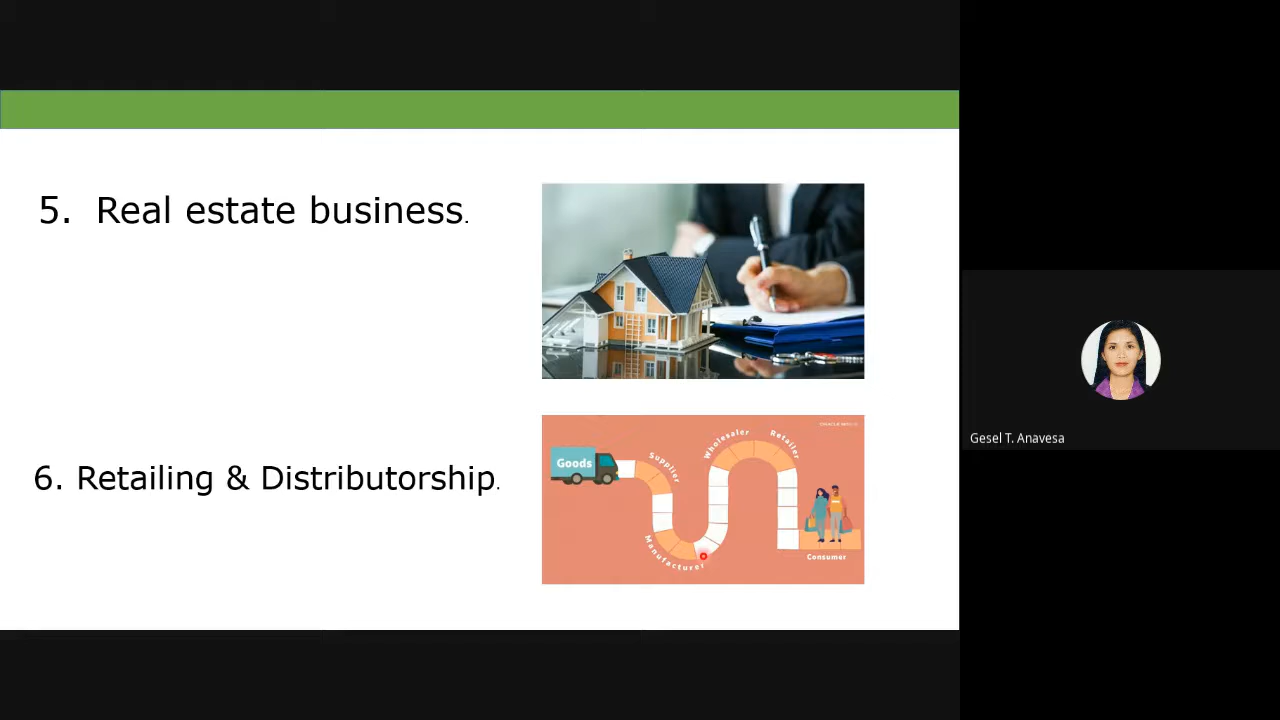 5. Real estate business.
6. Retailing & Distributorship.
Goods
Supplier
Manufacturer
Wholesaler
Retailer
Consumer
Gesel T. Anavesa